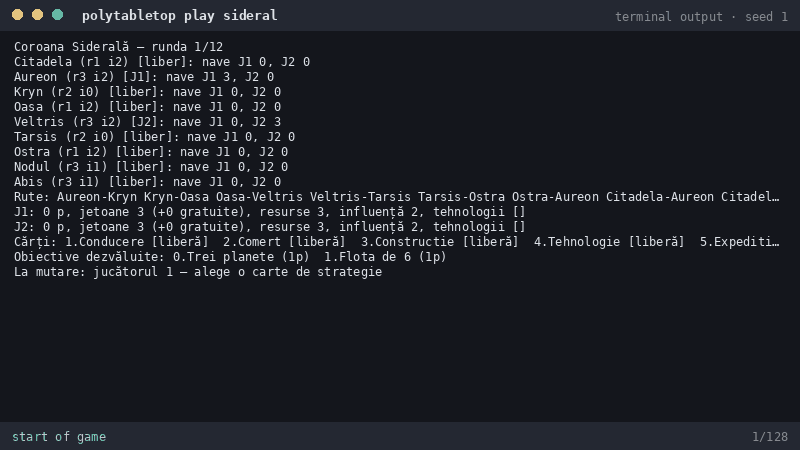 polytabletop play sideral
terminal output · seed 1
Coroana Siderală — runda 1/12
Citadela (r1 i2) [liber]: nave J1 0, J2 0
Aureon (r3 i2) [J1]: nave J1 3, J2 0
Kryn (r2 i0) [liber]: nave J1 0, J2 0
Oasa (r1 i2) [liber]: nave J1 0, J2 0
Veltris (r3 i2) [J2]: nave J1 0, J2 3
Tarsis (r2 i0) [liber]: nave J1 0, J2 0
Ostra (r1 i2) [liber]: nave J1 0, J2 0
Nodul (r3 i1) [liber]: nave J1 0, J2 0
Abis (r3 i1) [liber]: nave J1 0, J2 0
Rute: Aureon-Kryn Kryn-Oasa Oasa-Veltris Veltris-Tarsis Tarsis-Ostra Ostra-Aureon Citadela-Aureon Citadel…
J1: 0 p, jetoane 3 (+0 gratuite), resurse 3, influență 2, tehnologii []
J2: 0 p, jetoane 3 (+0 gratuite), resurse 3, influență 2, tehnologii []
Cărți: 1.Conducere [liberă]  2.Comert [liberă]  3.Constructie [liberă]  4.Tehnologie [liberă]  5.Expediti…
Obiective dezvăluite: 0.Trei planete (1p)  1.Flota de 6 (1p)
La mutare: jucătorul 1 — alege o carte de strategie
start of game
1/128